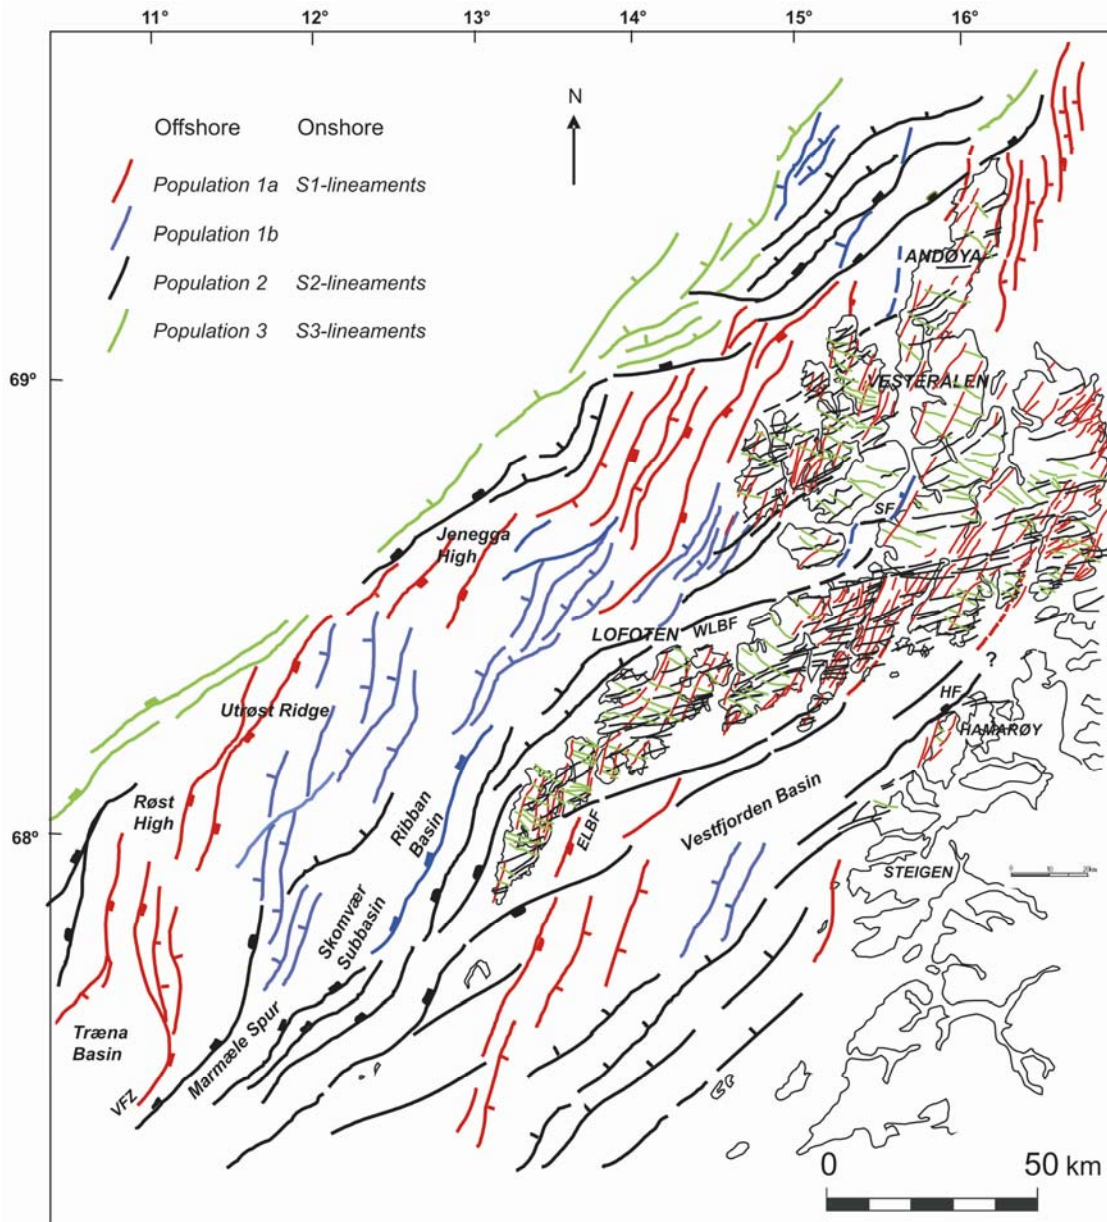 11° 12° 13° 14° 15° 16°
N
Offshore Onshore
Population 1a S1-lineaments
Population 1b
Population 2 S2-lineaments
Population 3 S3-lineaments
ANDØYA
69°
VESTERÅLEN
SF
Jenegga
High
LOFOTEN WLBF
?
HF
HAMARØY
Utrøst Ridge
Røst
High
Ribban
Basin
Vestfjorden Basin
68°
ELBF
STEIGEN
Skomvær
Subbasin
Træna
Basin
Marmæle Spur
VFZ
0 50 km